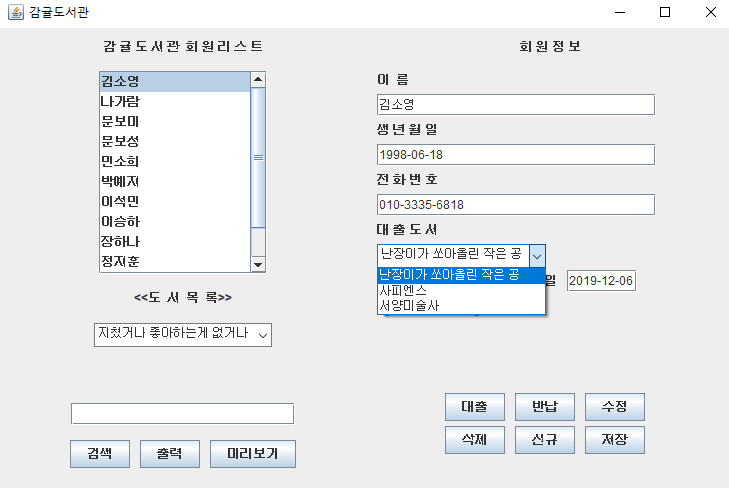 감귤도서관
감귤도서관 회원리스트
김소영
나가람
문보미
문보성
민소희
박예지
이석민
이승하
장하나
정지훈
<<도 서 목 록>>
지쳤거나 좋아하는게 없거나
검색
출력
미리보기
회원정보
이 름
김소영
생년월일
1998-06-18
전화번호
010-3335-6818
대출도서
난장이가 쏘아올린 작은 공
난장이가 쏘아올린 작은 공
사피엔스
서양미술사
일
2019-12-06
대출
반납
수정
삭제
신규
저장